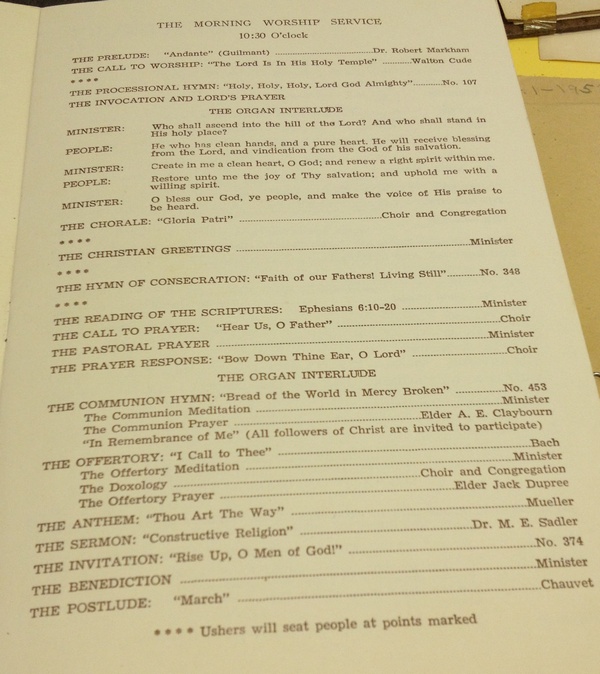 THE MORNING WORSHIP SERVICE
10:30 O'clock
THE PRELUDE: "Andante" (Guilmant) ........Dr. Robert Markham
THE CALL TO WORSHIP: "The Lord Is In His Holy Temple" ........Walton Cude
* * * *
THE PROCESSIONAL HYMN: "Holy, Holy, Holy, Lord God Almighty"........No. 107
THE INVOCATION AND LORD'S PRAYER
THE ORGAN INTERLUDE
MINISTER: Who shall ascend into the hill of the Lord? And who shall stand in
His holy place?
PEOPLE: He who has clean hands, and a pure heart. He will receive blessing
from the Lord, and vindication from the God of his salvation.
MINISTER: Create in me a clean heart, O God; and renew a right spirit within me.
PEOPLE: Restore unto me the joy of Thy salvation; and uphold me with a
willing spirit.
MINISTER: O bless our God, ye people, and make the voice of His praise to
be heard.
THE CHORALE: "Gloria Patri" ........Choir and Congregation
* * * *
THE CHRISTIAN GREETINGS ........Minister
* * * *
THE HYMN OF CONSECRATION: "Faith of our Fathers! Living Still"........No. 348
* * * *
THE READING OF THE SCRIPTURES: Ephesians 6:10-20 ........Minister
THE CALL TO PRAYER: "Hear Us, O Father" ........Choir
THE PASTORAL PRAYER ........Minister
THE PRAYER RESPONSE: "Bow Down Thine Ear, O Lord" ........Choir
THE ORGAN INTERLUDE
THE COMMUNION HYMN: "Bread of the World in Mercy Broken" ........No. 453
The Communion Meditation ........Minister
The Communion Prayer ........Elder A. E. Claybourn
"In Remembrance of Me" (All followers of Christ are invited to participate)
THE OFFERTORY: "I Call to Thee" ........Bach
The Offertory Meditation ........Minister
The Doxology ........Choir and Congregation
The Offertory Prayer ........Elder Jack Dupree
THE ANTHEM: "Thou Art The Way" ........Mueller
THE SERMON: "Constructive Religion" ........Dr. M. E. Sadler
THE INVITATION: "Rise Up, O Men of God!" ........No. 374
THE BENEDICTION ........Minister
THE POSTLUDE: "March" ........Chauvet
* * * * Ushers will seat people at points marked